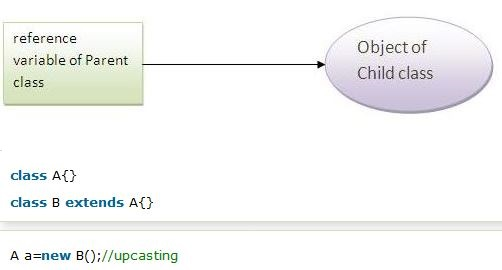 reference
variable of Parent
class
Object of
Child class
class A{}
class B extends A{}
A a=new B();//upcasting